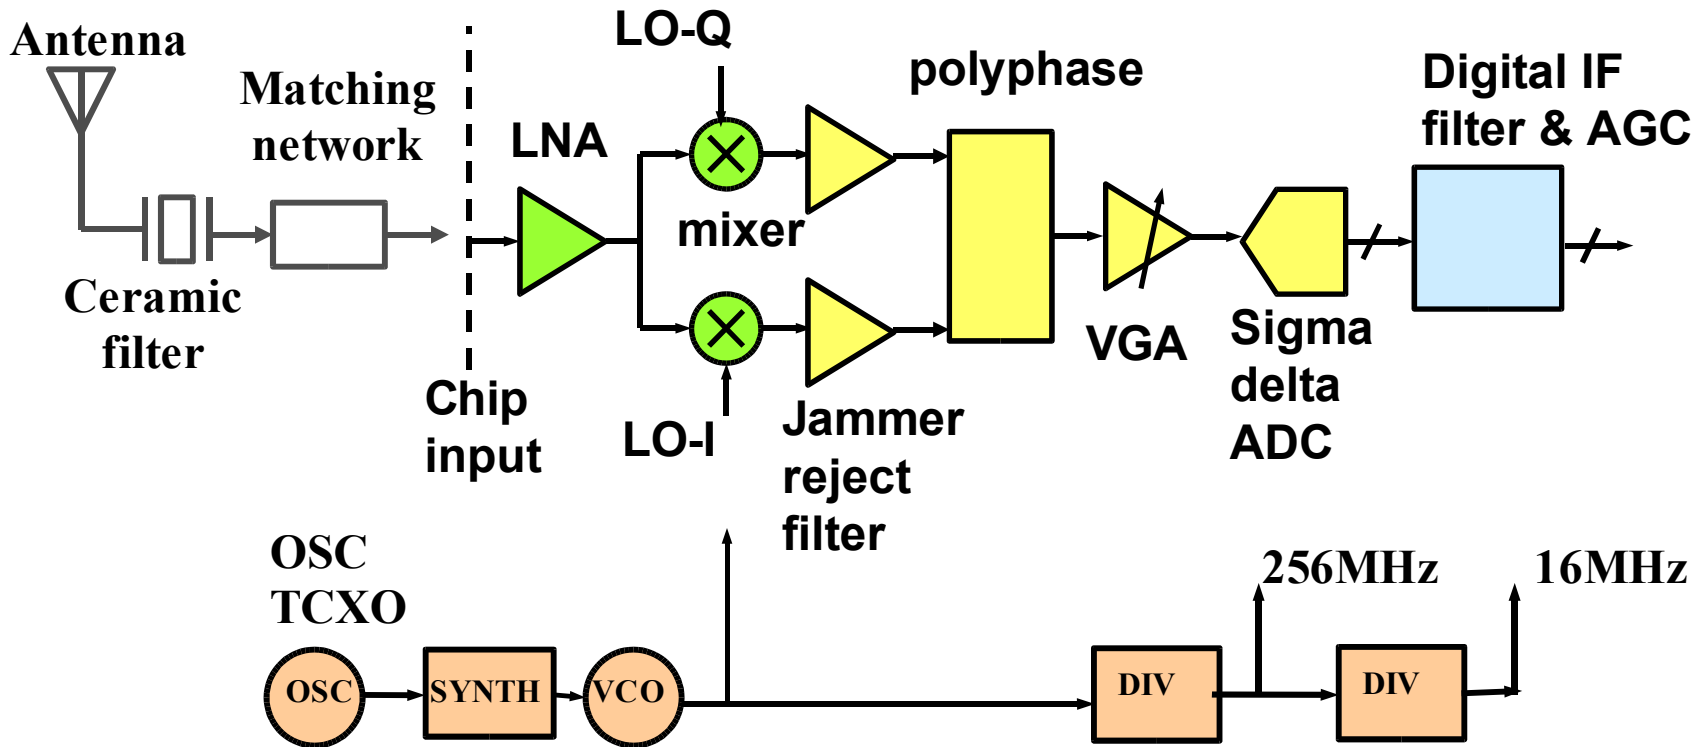 Antenna
Matching
network
Ceramic
filter
Chip
input
LNA
LO-Q
mixer
LO-I
Jammer
reject
filter
polyphase
VGA
Sigma
delta
ADC
Digital IF
filter & AGC
OSC
TCXO
OSC
SYNTH
VCO
DIV
256MHz
DIV
16MHz